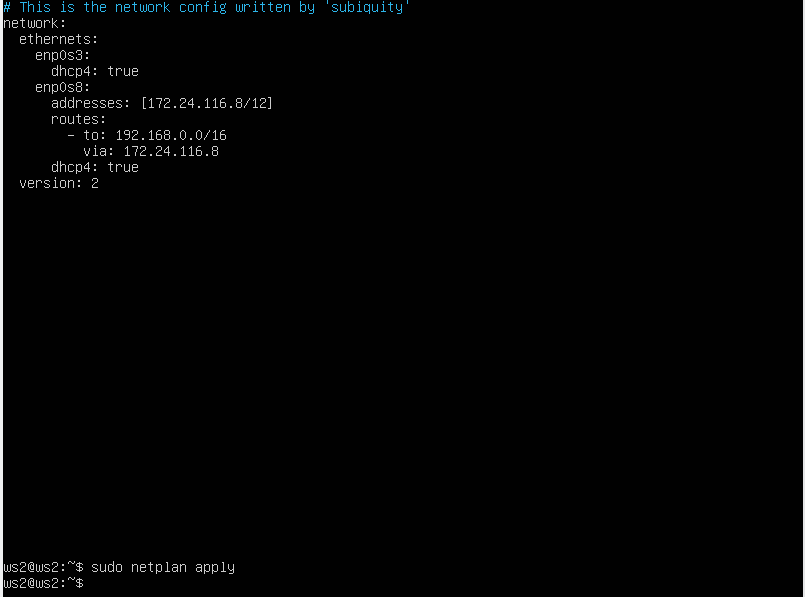 # This is the network config written by 'subiquity'
network:
  ethernets:
    enp0s3:
      dhcp4: true
    enp0s8:
      addresses: [172.24.116.8/12]
      routes:
        - to: 192.168.0.0/16
          via: 172.24.116.8
      dhcp4: true
  version: 2
ws2@ws2:~$ sudo netplan apply
ws2@ws2:~$